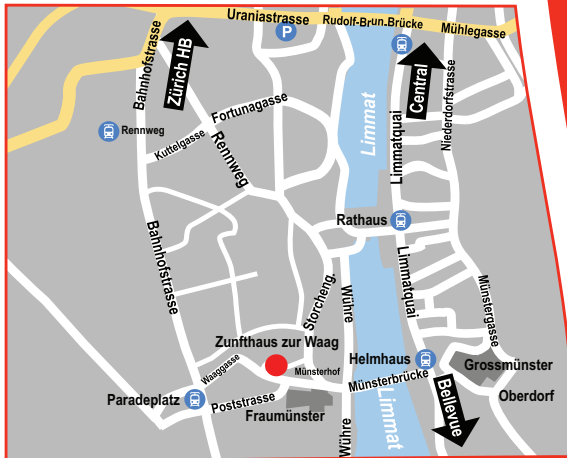 Uraniastrasse
Rudolf-Brun.Brücke
Mühlegasse
P
Bahnhofstrasse
Zürich HB
Central
Niederdorfstrasse
Limmat
Limmatquai
Fortunagasse
Rennweg
Kuttelgasse
Rennweg
Rathaus
Bahnhofstrasse
Storcheng.
Wühre
Limmatquai
Münstergasse
Zunfthaus zur Waag
Waaggasse
Münsterhof
Helmhaus
Grossmünster
Münsterbrücke
Paradeplatz
Poststrasse
Fraumünster
Oberdorf
Bellevue
Limmat
Wühre